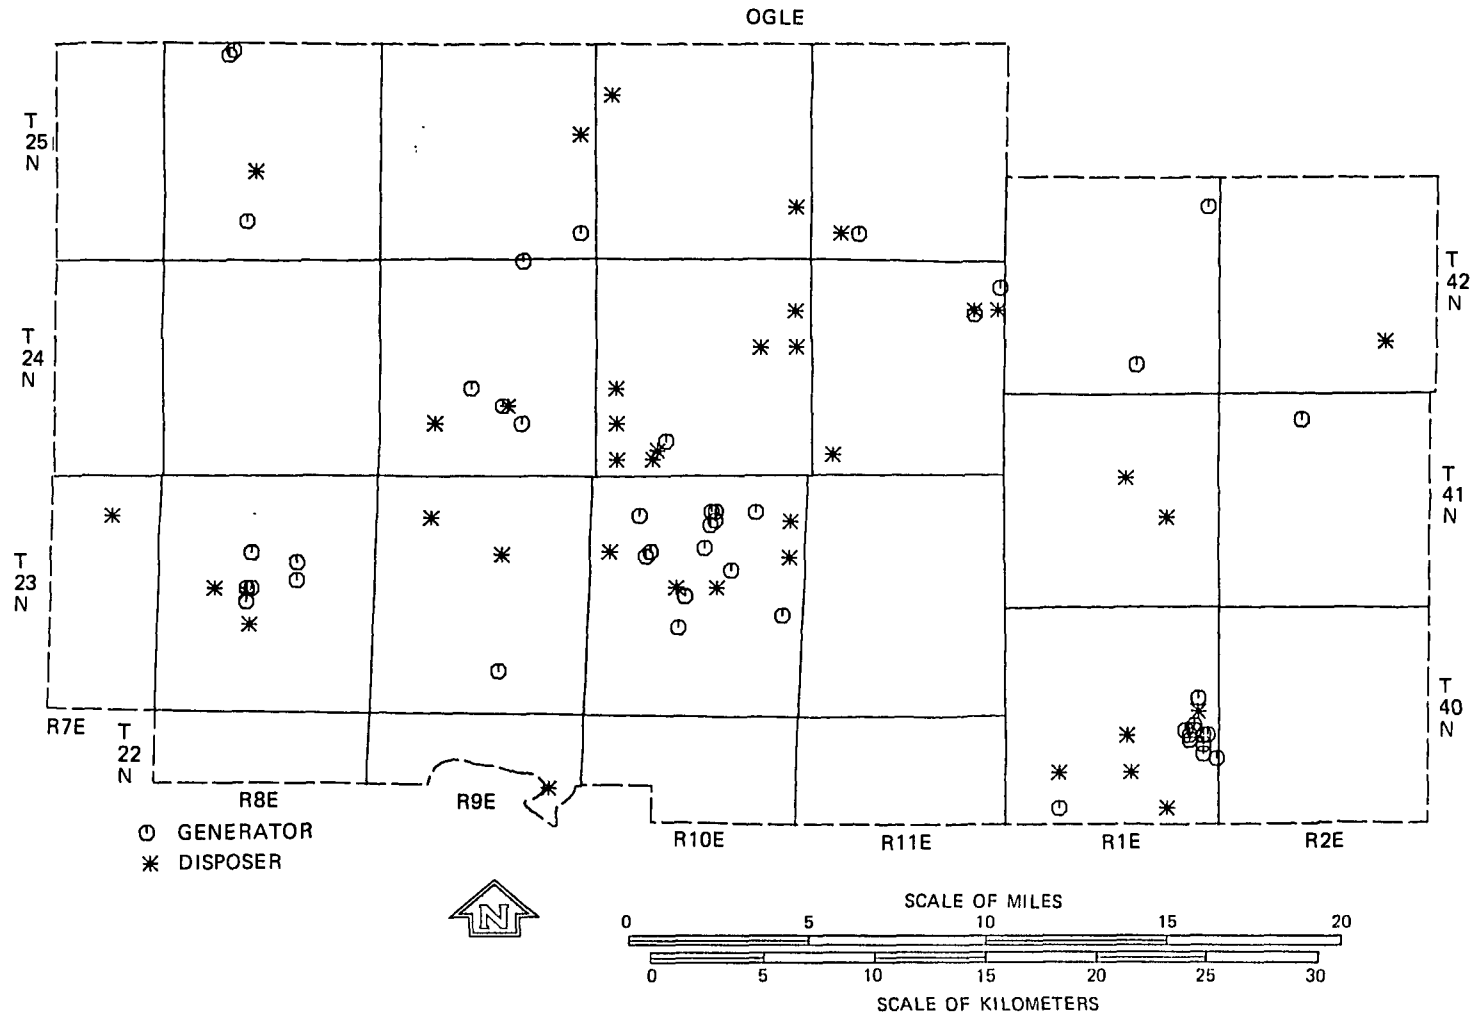 OGLE
T
25
N
T
42
N
T
24
N
T
41
N
T
23
N
T
40
N
R7E
T
22
N
R8E
R9E
R10E
R11E
R1E
R2E
GENERATOR
DISPOSER
N
SCALE OF MILES
0 5 10 15 20
0 5 10 15 20 25 30
SCALE OF KILOMETERS